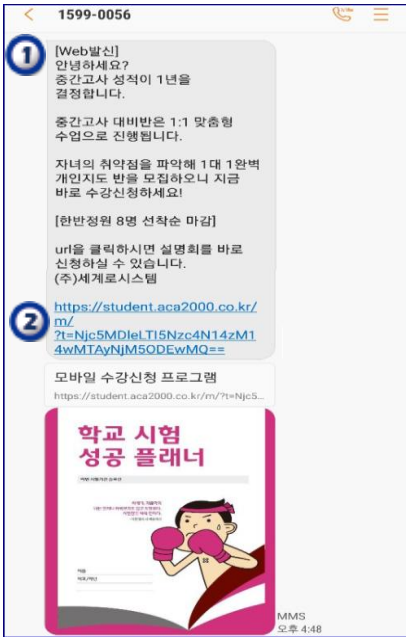 1599-0056
1
[Web발신]
안녕하세요?
중간고사 성적이 1년을
결정합니다.
중간고사 대비반은 1:1 맞춤형
수업으로 진행됩니다.
자녀의 취약점을 파악해 1대 1완벽
개인지도 반을 모집하오니 지금
바로 수강신청하세요!
[한반정원 8명 선착순 마감]
url을 클릭하시면 설명회를 바로
신청하실 수 있습니다.
(주)세계로시스템
2
https://student.aca2000.co.kr/
m/
?t=Njc5MDleLTI5Nzc4N14zM1
4wMTAyNjM5ODEwMQ==
모바일 수강신청 프로그램
https://student.aca2000.co.kr/m/?t=Njc5...
학교 시험
성공 플래너
MMS
오후 4:48